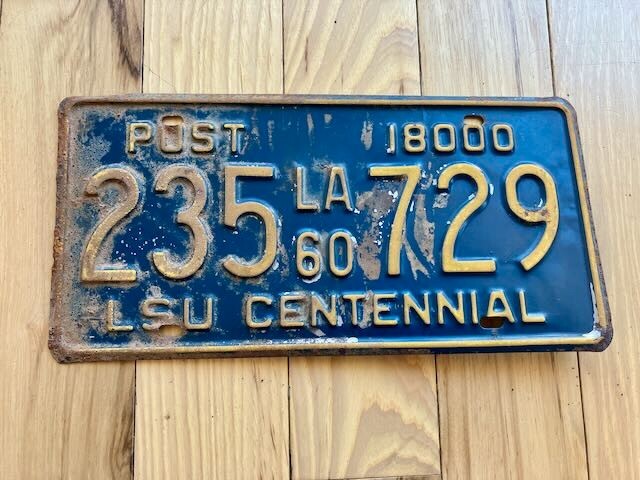 POST 18000
235 LA 60 729
LSU CENTENNIAL